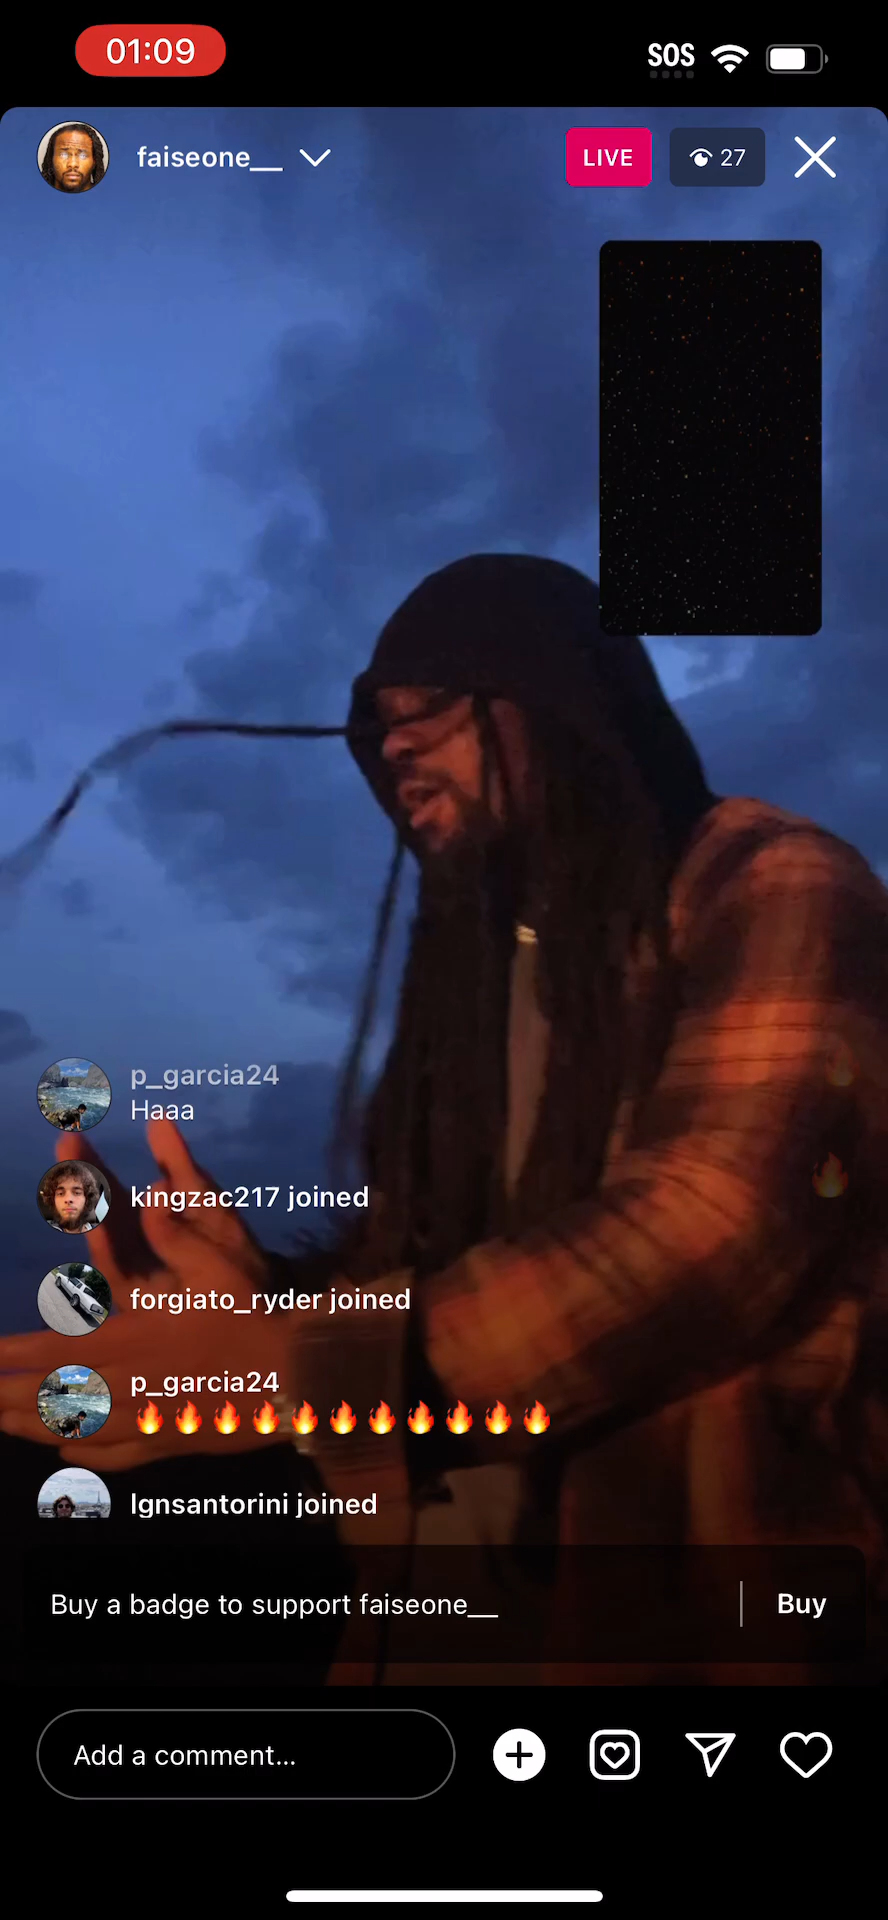 01:09
SOS
faiseone__
LIVE
27
p_garcia24
Haaa
kingzac217 joined
forgiato_ryder joined
p_garcia24
🔥🔥🔥🔥🔥🔥🔥🔥🔥🔥🔥
lgnsantorini joined
Buy a badge to support faiseone__
Buy
Add a comment...